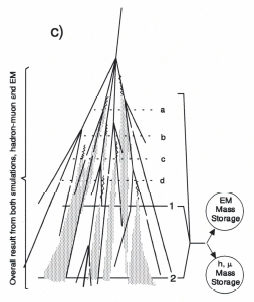 c)
Overall result from both simulations, hadron-muon and EM
a
b
c
d
1
2
EM
Mass
Storage
h, μ
Mass
Storage